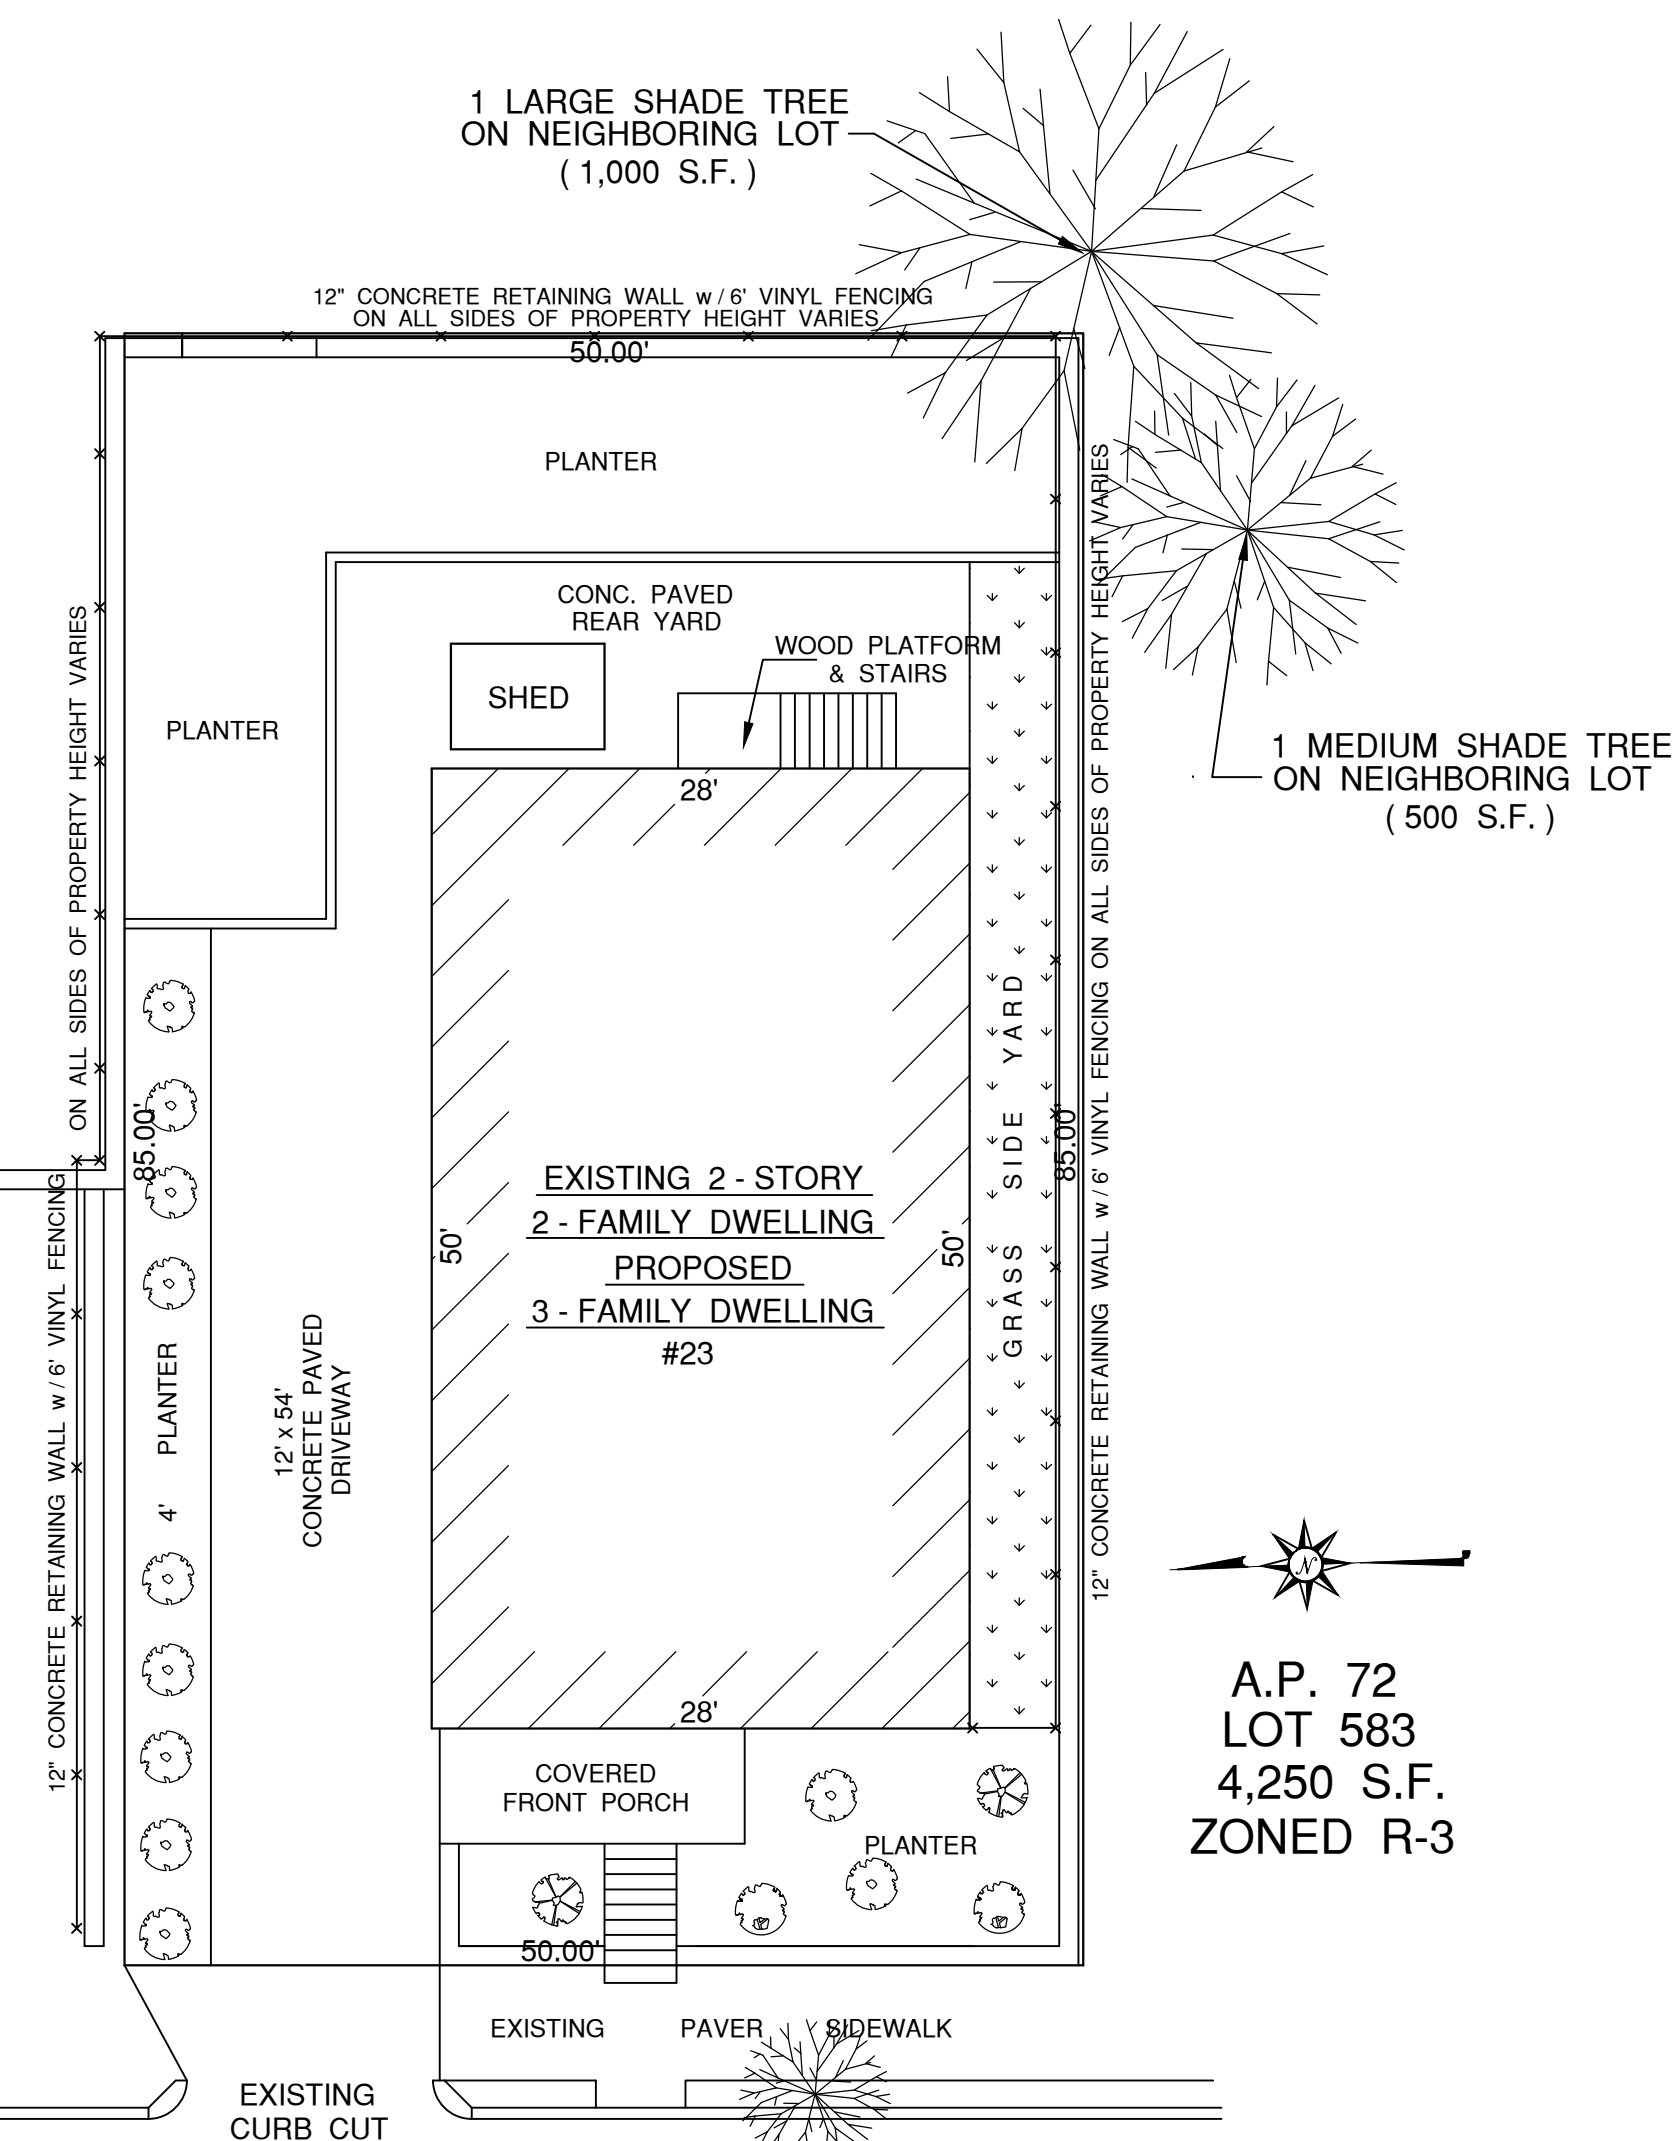 1 LARGE SHADE TREE
ON NEIGHBORING LOT
( 1,000 S.F. )
12" CONCRETE RETAINING WALL w / 6' VINYL FENCING
ON ALL SIDES OF PROPERTY HEIGHT VARIES
50.00'
PLANTER
CONC. PAVED
REAR YARD
WOOD PLATFORM
& STAIRS
SHED
PLANTER
1 MEDIUM SHADE TREE
ON NEIGHBORING LOT
( 500 S.F. )
28'
12" CONCRETE RETAINING WALL w / 6' VINYL FENCING
ON ALL SIDES OF PROPERTY HEIGHT VARIES
85.00'
4' PLANTER
12' x 54'
CONCRETE PAVED
DRIVEWAY
50'
EXISTING 2 - STORY
2 - FAMILY DWELLING
PROPOSED
3 - FAMILY DWELLING
#23
50'
GRASS SIDE YARD
85.00'
12" CONCRETE RETAINING WALL w / 6' VINYL FENCING ON ALL SIDES OF PROPERTY HEIGHT VARIES
N
A.P. 72
LOT 583
4,250 S.F.
ZONED R-3
28'
COVERED
FRONT PORCH
PLANTER
50.00'
EXISTING PAVER SIDEWALK
EXISTING
CURB CUT